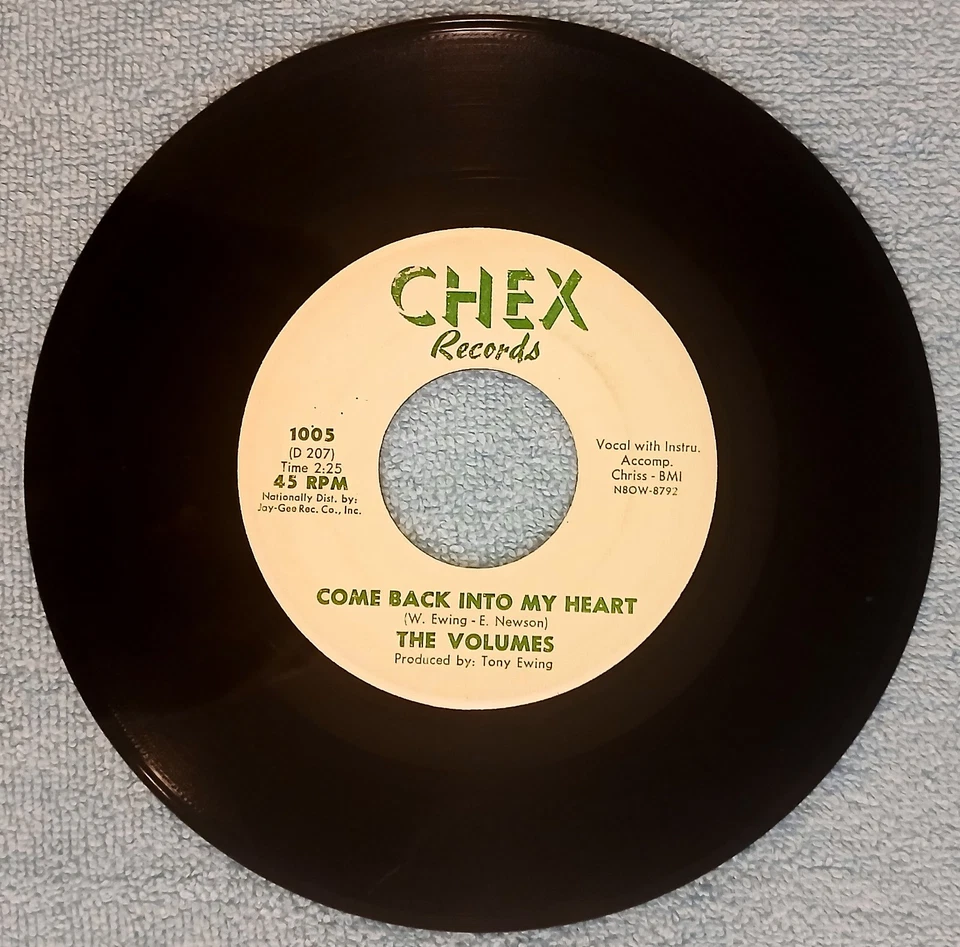 CHEX
Records
1005
(D 207)
Time 2:25
45 RPM
Nationally Dist. by:
Jay-Gee Rec. Co., Inc.
Vocal with Instru.
Accomp.
Chriss - BMI
N8OW-8792
COME BACK INTO MY HEART
(W. Ewing - E. Newson)
THE VOLUMES
Produced by: Tony Ewing